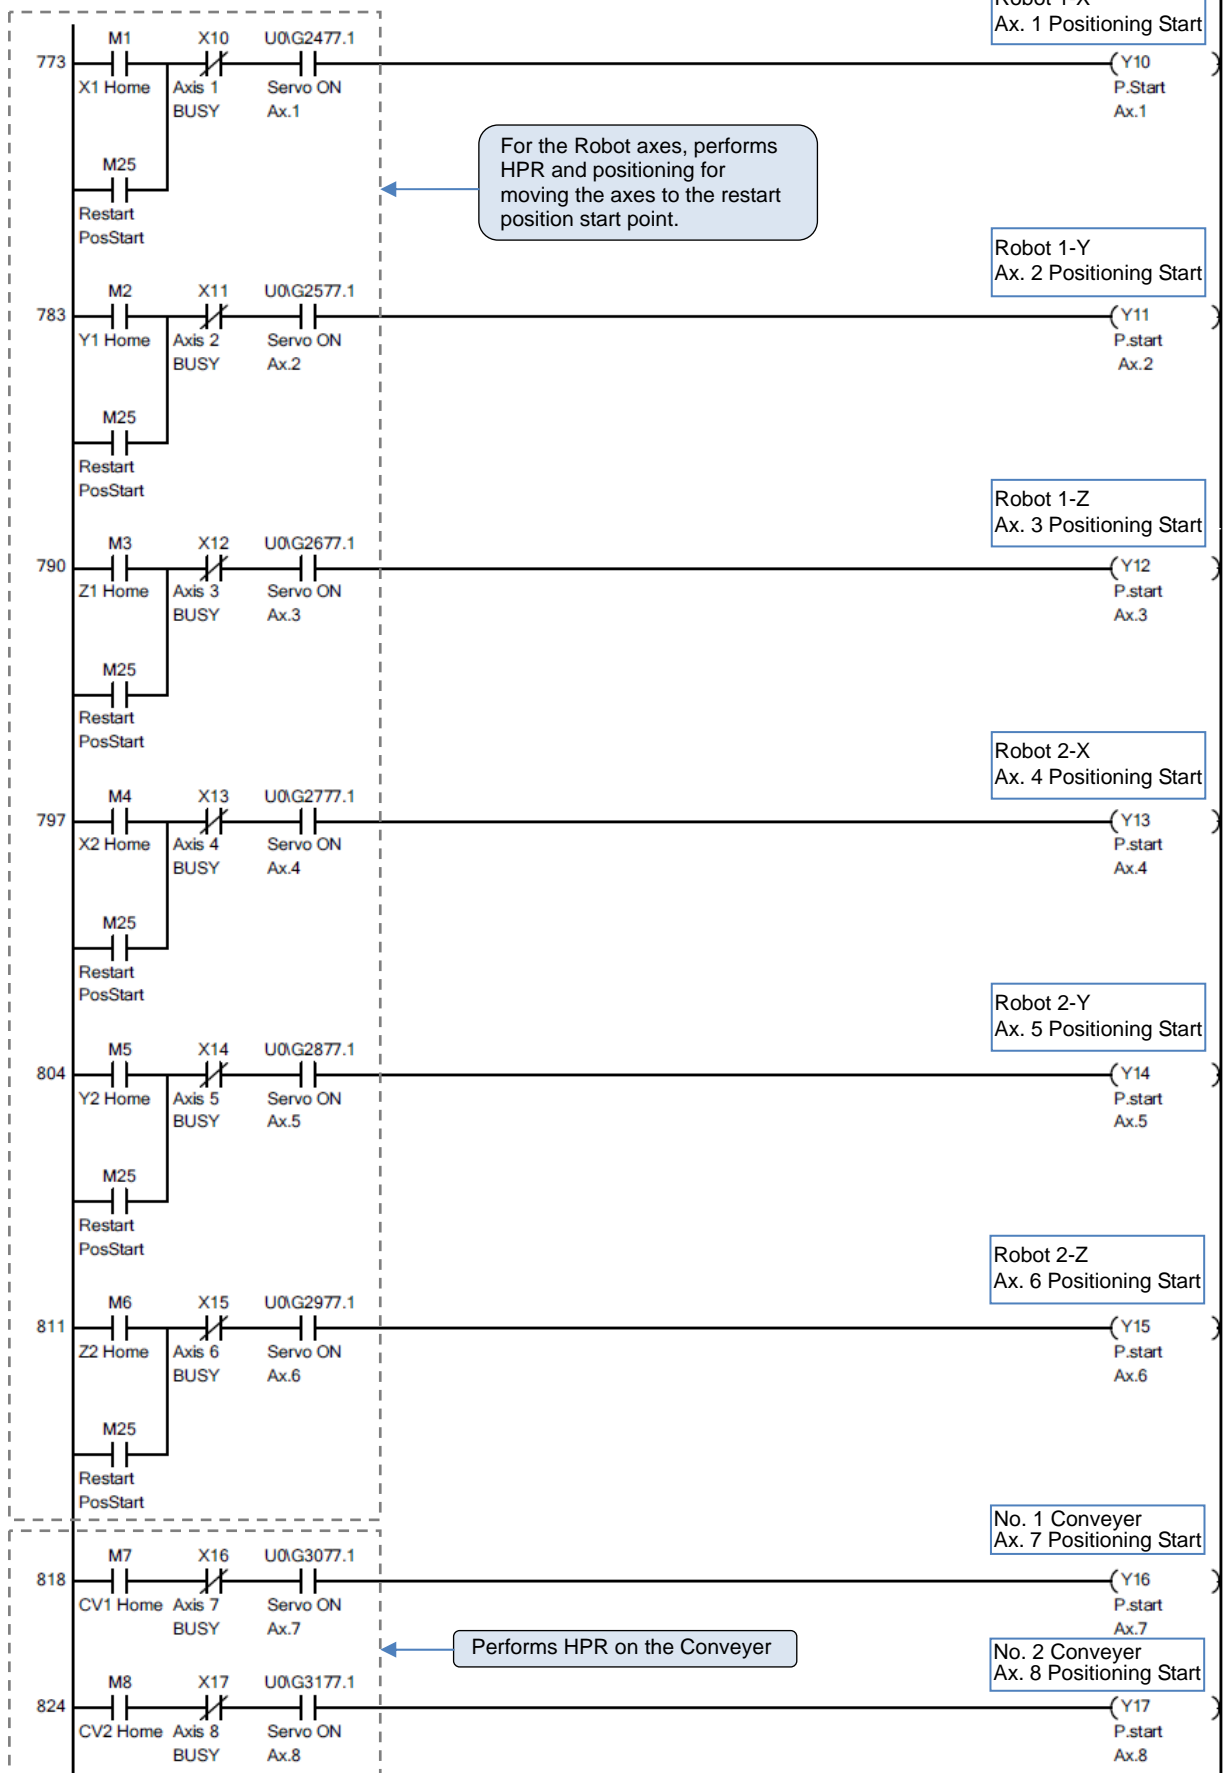 Robot 1-X
Ax. 1 Positioning Start
M1 X10 U0\G2477.1
773 Y10
X1 Home Axis 1 Servo ON P.Start
BUSY Ax.1 Ax.1
For the Robot axes, performs
HPR and positioning for
moving the axes to the restart
position start point.
M25
Restart
PosStart
Robot 1-Y
Ax. 2 Positioning Start
M2 X11 U0\G2577.1
783 Y11
Y1 Home Axis 2 Servo ON P.start
BUSY Ax.2 Ax.2
M25
Restart
PosStart
Robot 1-Z
Ax. 3 Positioning Start
M3 X12 U0\G2677.1
790 Y12
Z1 Home Axis 3 Servo ON P.start
BUSY Ax.3 Ax.3
M25
Restart
PosStart
Robot 2-X
Ax. 4 Positioning Start
M4 X13 U0\G2777.1
797 Y13
X2 Home Axis 4 Servo ON P.start
BUSY Ax.4 Ax.4
M25
Restart
PosStart
Robot 2-Y
Ax. 5 Positioning Start
M5 X14 U0\G2877.1
804 Y14
Y2 Home Axis 5 Servo ON P.start
BUSY Ax.5 Ax.5
M25
Restart
PosStart
Robot 2-Z
Ax. 6 Positioning Start
M6 X15 U0\G2977.1
811 Y15
Z2 Home Axis 6 Servo ON P.start
BUSY Ax.6 Ax.6
M25
Restart
PosStart
No. 1 Conveyer
Ax. 7 Positioning Start
M7 X16 U0\G3077.1
818 Y16
CV1 Home Axis 7 Servo ON P.start
BUSY Ax.7 Ax.7
Performs HPR on the Conveyer
No. 2 Conveyer
Ax. 8 Positioning Start
M8 X17 U0\G3177.1
824 Y17
CV2 Home Axis 8 Servo ON P.start
BUSY Ax.8 Ax.8